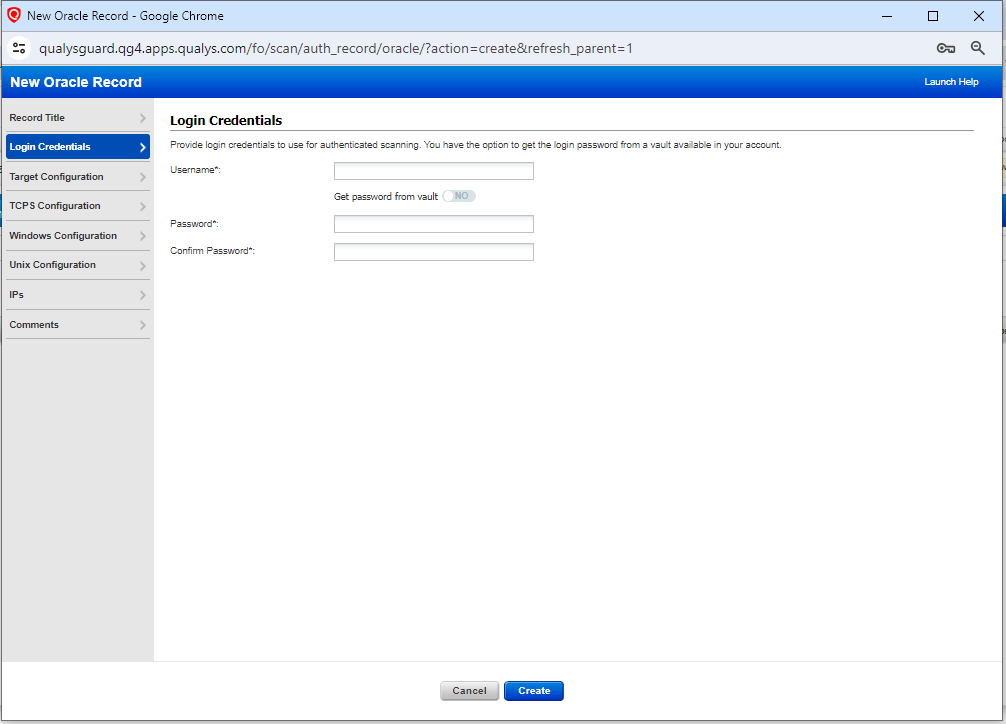 New Oracle Record - Google Chrome
qualysguard.qg4.apps.qualys.com/fo/scan/auth_record/oracle/?action=create&refresh_parent=1
New Oracle Record
Launch Help
Record Title
Login Credentials
Target Configuration
TCPS Configuration
Windows Configuration
Unix Configuration
IPs
Comments
Login Credentials
Provide login credentials to use for authenticated scanning. You have the option to get the login password from a vault available in your account.
Username*:
Get password from vault NO
Password*:
Confirm Password*:
Cancel
Create